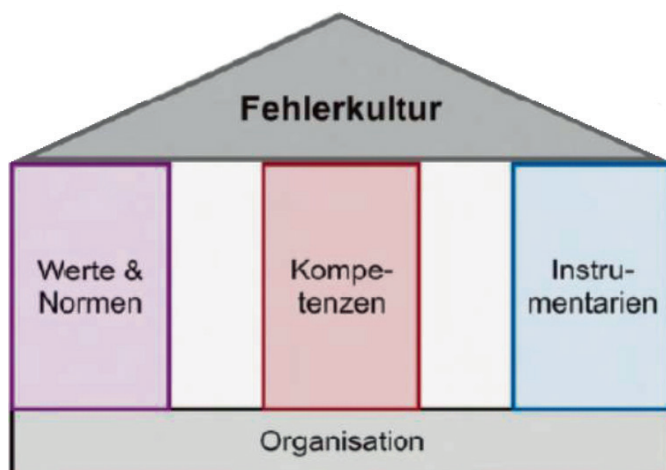 Fehlerkultur
Werte &
Normen
Kompe-
tenzen
Instru-
mentarien
Organisation